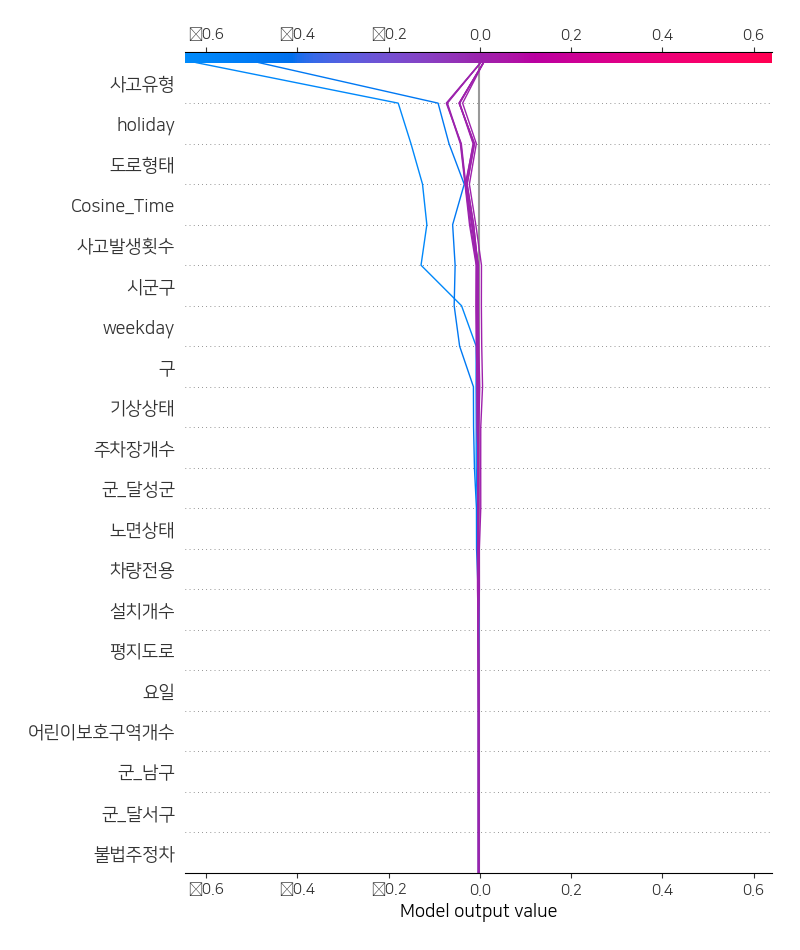 ☒0.6 ☒0.4 ☒0.2 0.0 0.2 0.4 0.6
사고유형
holiday
도로형태
Cosine_Time
사고발생횟수
시군구
weekday
구
기상상태
주차장개수
군_달성군
노면상태
차량전용
설치개수
평지도로
요일
어린이보호구역개수
군_남구
군_달서구
불법주정차
☒0.6 ☒0.4 ☒0.2 0.0 0.2 0.4 0.6
Model output value